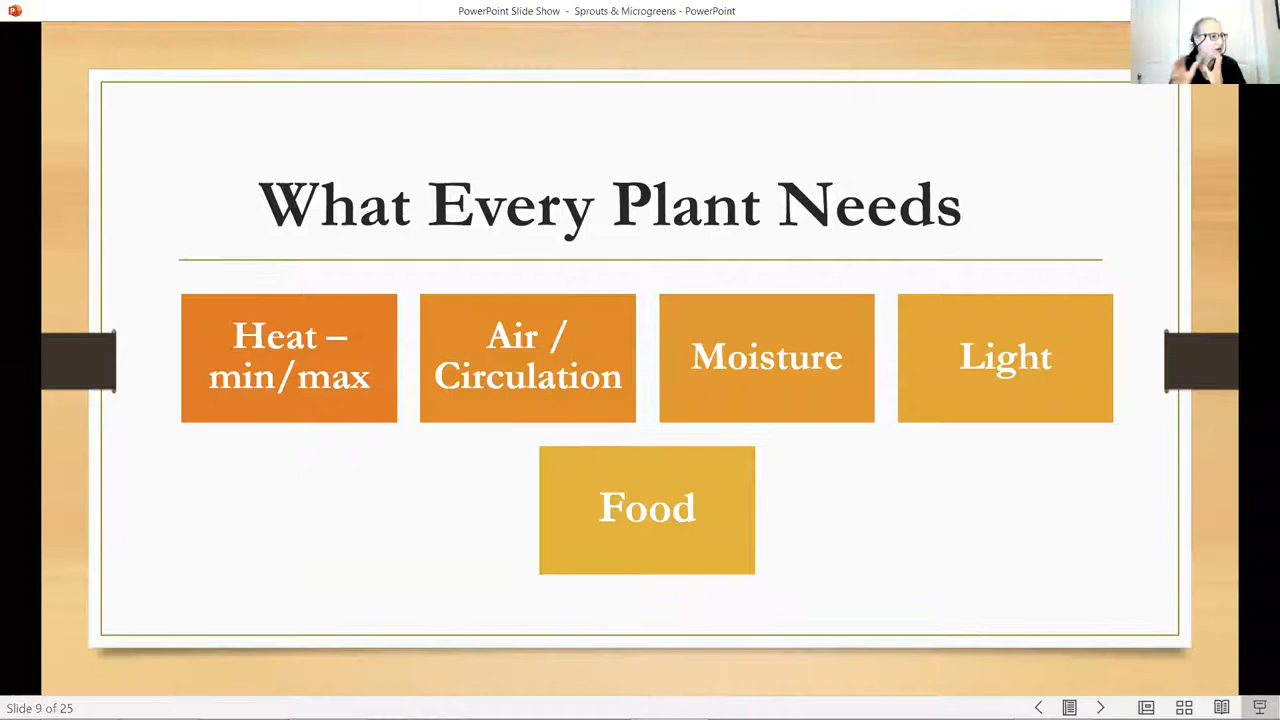 PowerPoint Slide Show - Sprouts & Microgreens - PowerPoint
What Every Plant Needs
Heat –
min/max
Air /
Circulation
Moisture
Light
Food
Slide 9 of 25